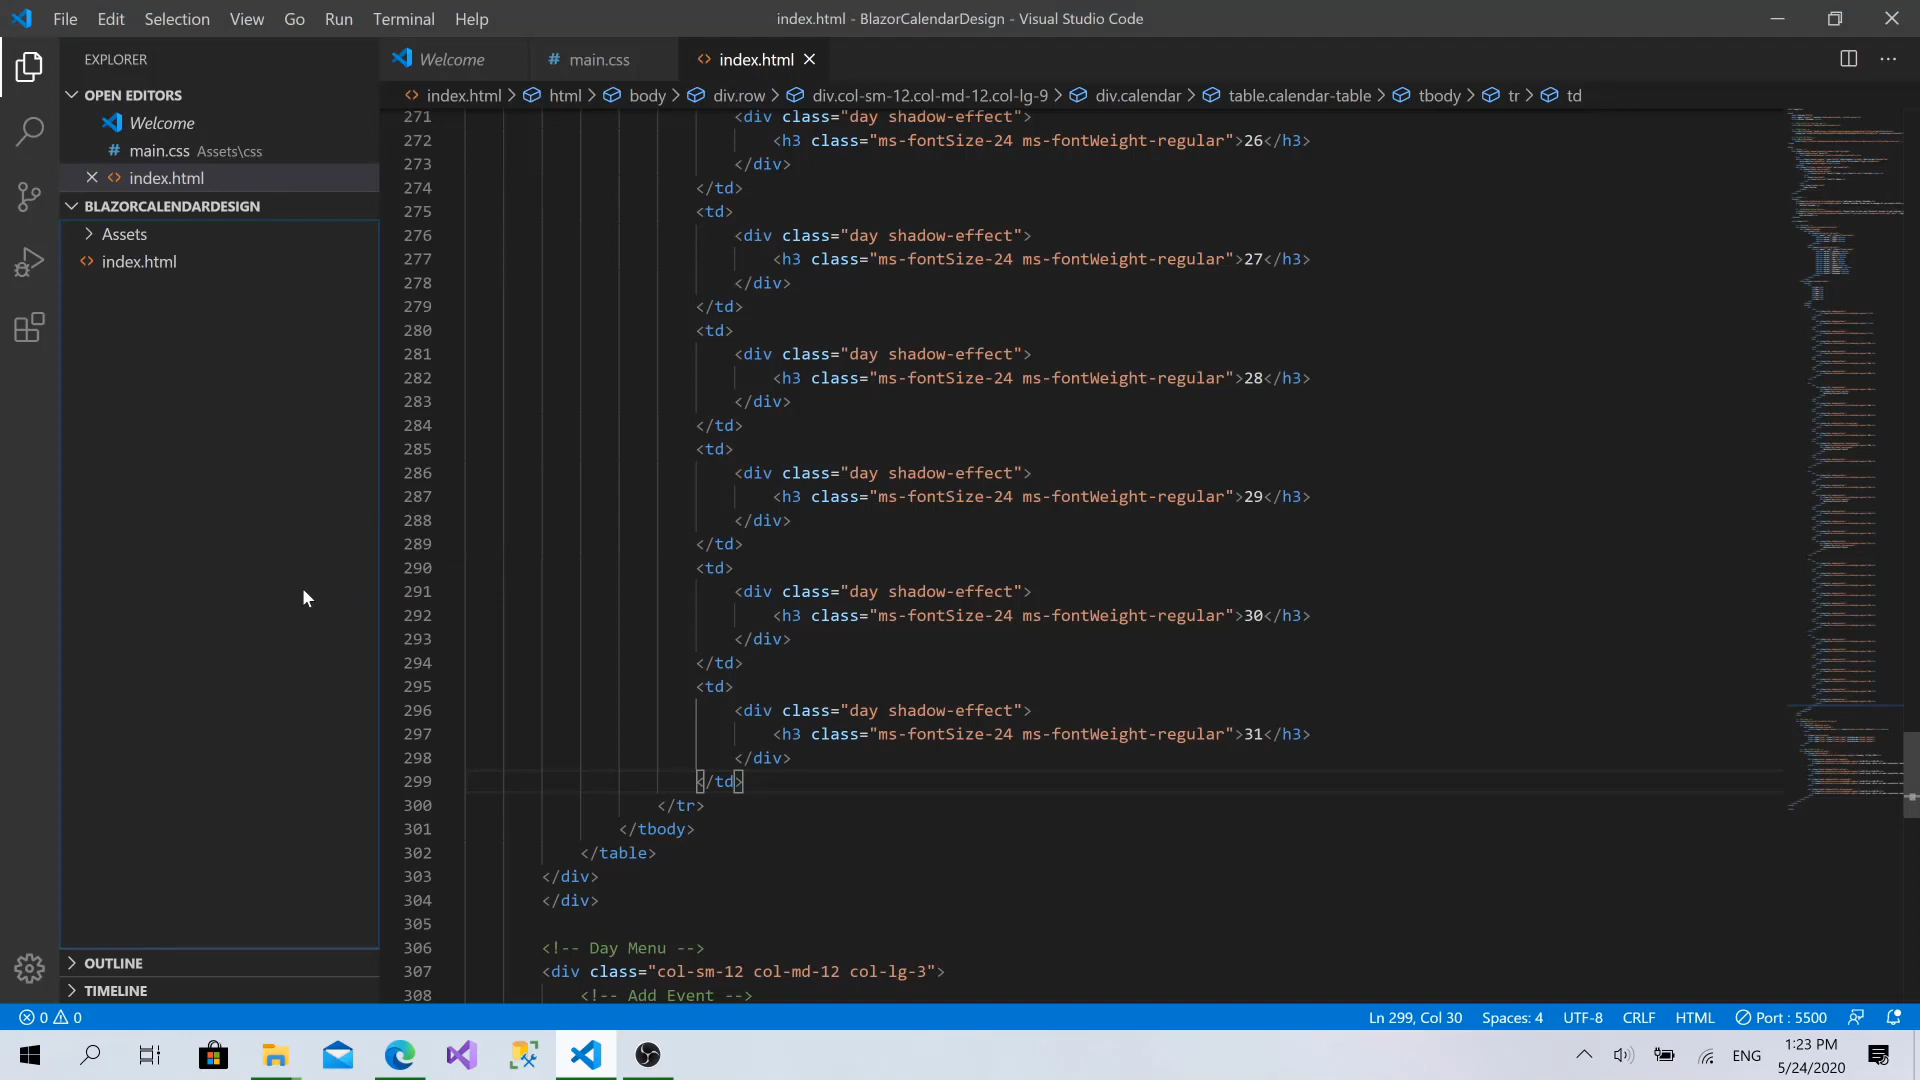 File Edit Selection View Go Run Terminal Help
index.html - BlazorCalendarDesign - Visual Studio Code
EXPLORER
OPEN EDITORS
Welcome
main.css Assets\css
index.html
BLAZORCALENDARDESIGN
Assets
index.html
OUTLINE
TIMELINE
Welcome
main.css
index.html
index.html html body div.row div.col-sm-12.col-md-12.col-lg-9 div.calendar table.calendar-table tbody tr td
271 <div class="day shadow-effect">
272 <h3 class="ms-fontSize-24 ms-fontWeight-regular">26</h3>
273 </div>
274 </td>
275 <td>
276 <div class="day shadow-effect">
277 <h3 class="ms-fontSize-24 ms-fontWeight-regular">27</h3>
278 </div>
279 </td>
280 <td>
281 <div class="day shadow-effect">
282 <h3 class="ms-fontSize-24 ms-fontWeight-regular">28</h3>
283 </div>
284 </td>
285 <td>
286 <div class="day shadow-effect">
287 <h3 class="ms-fontSize-24 ms-fontWeight-regular">29</h3>
288 </div>
289 </td>
290 <td>
291 <div class="day shadow-effect">
292 <h3 class="ms-fontSize-24 ms-fontWeight-regular">30</h3>
293 </div>
294 </td>
295 <td>
296 <div class="day shadow-effect">
297 <h3 class="ms-fontSize-24 ms-fontWeight-regular">31</h3>
298 </div>
299 </td>
300 </tr>
301 </tbody>
302 </table>
303 </div>
304 </div>
305
306 <!-- Day Menu -->
307 <div class="col-sm-12 col-md-12 col-lg-3">
308 <!-- Add Event -->
0 0
Ln 299, Col 30 Spaces: 4 UTF-8 CRLF HTML Port : 5500
ENG
1:23 PM
5/24/2020